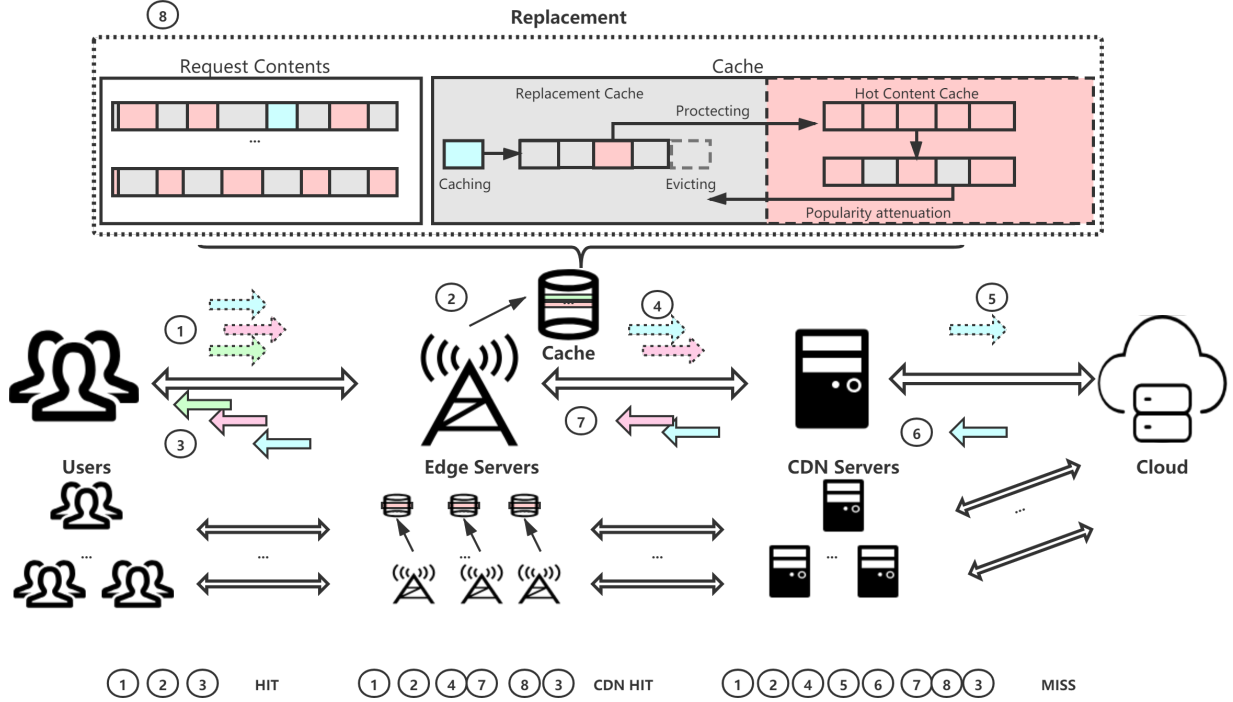 8 Replacement
Request Contents
Cache
Replacement Cache
Hot Content Cache
Proctecting
...
Caching
Evicting
Popularity attenuation
2
4
5
1
...
Cache
7
3
6
Users
Edge Servers
CDN Servers
Cloud
...
...
...
...
...
...
1 2 3 HIT
1 2 4 7 8 3 CDN HIT
1 2 4 5 6 7 8 3 MISS